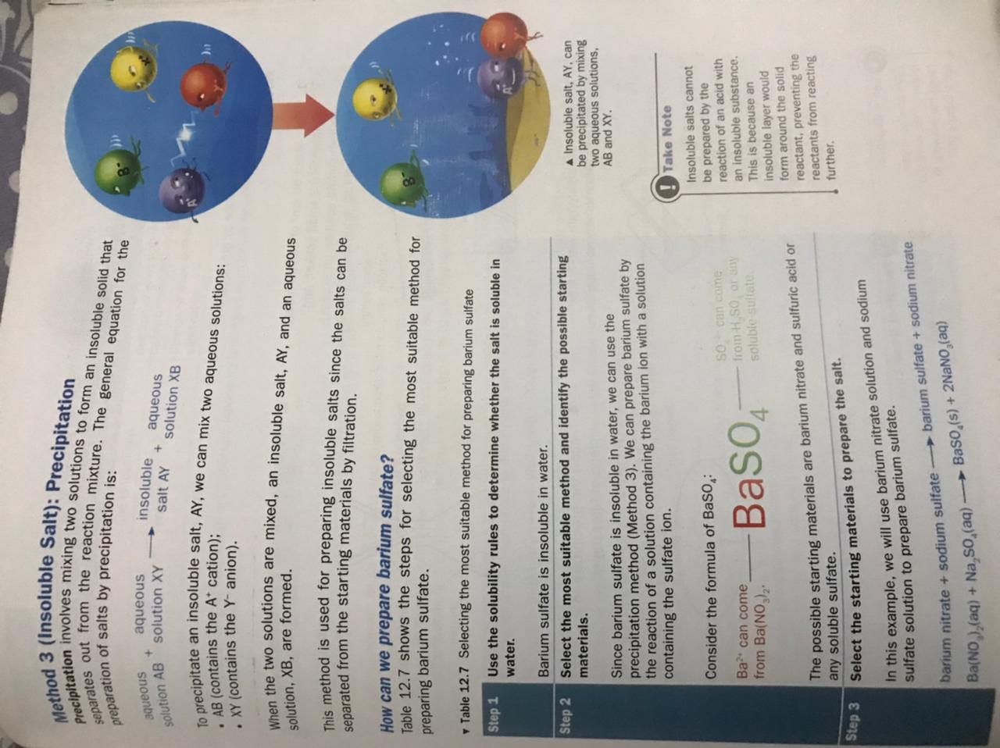 Method 3 (Insoluble Salt): Precipitation
Precipitation involves mixing two solutions to form an insoluble solid that
separates out from the reaction mixture. The general equation for the
preparation of salts by precipitation is:
aqueous + aqueous ⟶ insoluble + aqueous
solution AB solution XY salt AY solution XB
To precipitate an insoluble salt, AY, we can mix two aqueous solutions:
• AB (contains the A⁺ cation);
• XY (contains the Y⁻ anion).
When the two solutions are mixed, an insoluble salt, AY, and an aqueous
solution, XB, are formed.
This method is used for preparing insoluble salts since the salts can be
separated from the starting materials by filtration.
How can we prepare barium sulfate?
Table 12.7 shows the steps for selecting the most suitable method for
preparing barium sulfate.
▼ Table 12.7 Selecting the most suitable method for preparing barium sulfate
Step 1
Use the solubility rules to determine whether the salt is soluble in
water.
Barium sulfate is insoluble in water.
Step 2
Select the most suitable method and identify the possible starting
materials.
Since barium sulfate is insoluble in water, we can use the
precipitation method (Method 3). We can prepare barium sulfate by
the reaction of a solution containing the barium ion with a solution
containing the sulfate ion.
Consider the formula of BaSO₄:
Ba²⁺ can come
from Ba(NO₃)₂.
BaSO₄
SO₄²⁻ can come
from H₂SO₄ or any
soluble sulfate.
The possible starting materials are barium nitrate and sulfuric acid or
any soluble sulfate.
Step 3
Select the starting materials to prepare the salt.
In this example, we will use barium nitrate solution and sodium
sulfate solution to prepare barium sulfate.
barium nitrate + sodium sulfate ⟶ barium sulfate + sodium nitrate
Ba(NO₃)₂(aq) + Na₂SO₄(aq) ⟶ BaSO₄(s) + 2NaNO₃(aq)
B⁻
A⁺
Y⁻
X⁺
B⁻
X⁺
A⁺
▲ Insoluble salt, AY, can
be precipitated by mixing
two aqueous solutions,
AB and XY.
! Take Note
Insoluble salts cannot
be prepared by the
reaction of an acid with
an insoluble substance.
This is because an
insoluble layer would
form around the solid
reactant, preventing the
reactants from reacting
further.